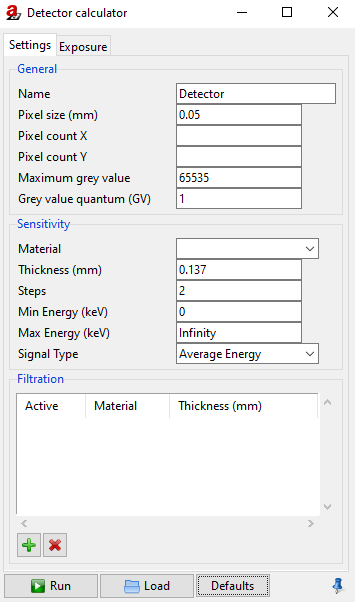 Detector calculator
Settings Exposure
General
Name Detector
Pixel size (mm) 0.05
Pixel count X
Pixel count Y
Maximum grey value 65535
Grey value quantum (GV) 1
Sensitivity
Material
Thickness (mm) 0.137
Steps 2
Min Energy (keV) 0
Max Energy (keV) Infinity
Signal Type Average Energy
Filtration
Active Material Thickness (mm)
Run Load Defaults